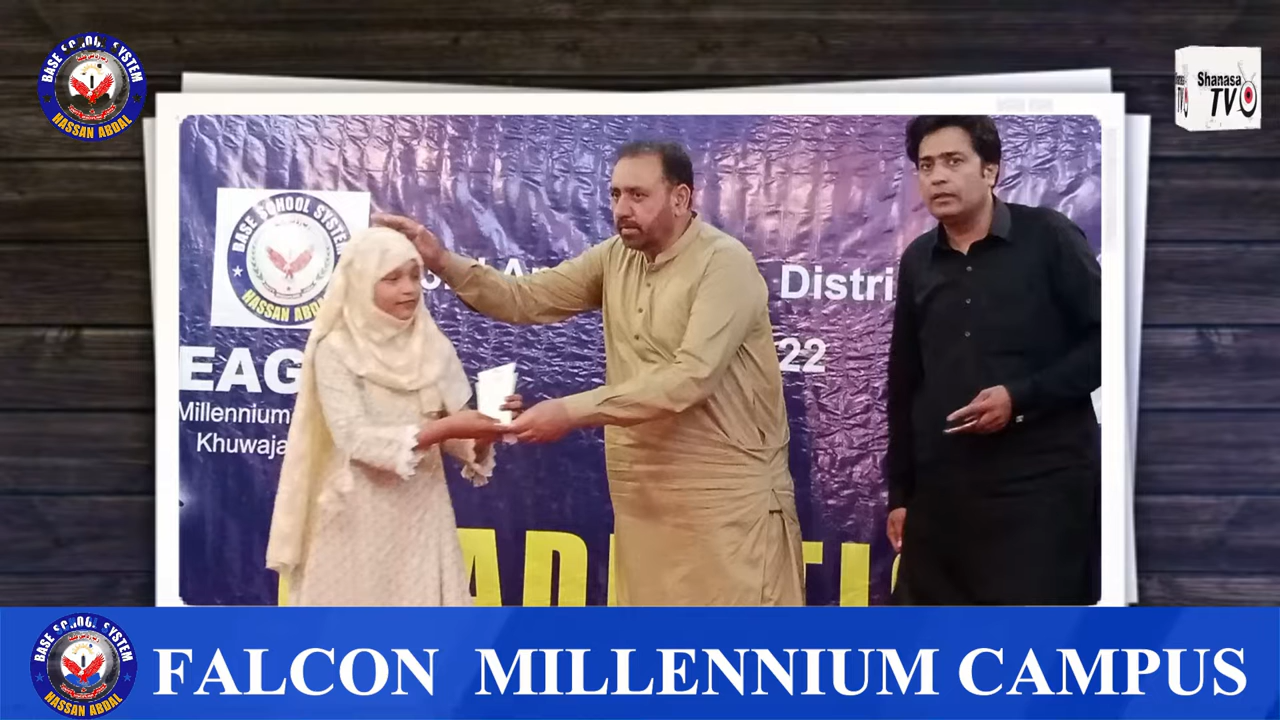 BASE SCHOOL SYSTEM
HASSAN ABDAL
Shanasa
TV
BASE SCHOOL SYSTEM
HASSAN ABDA
Distri
EAG
22
Millennium
Khuwaja
BASE SCHOOL SYSTEM
HASSAN ABDAL
FALCON MILLENNIUM CAMPUS